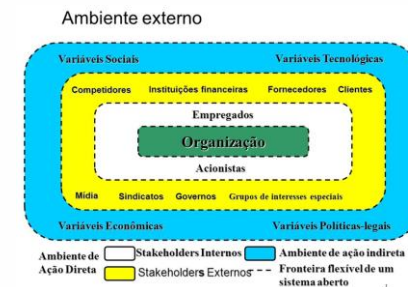 Ambiente externo
Variáveis Sociais Variáveis Tecnológicas
Competidores Instituições financeiras Fornecedores Clientes
Empregados
Organização
Acionistas
Mídia Sindicatos Governos Grupos de interesses especiais
Variáveis Econômicas Variáveis Políticas-legais
Ambiente de Ação Direta
Stakeholders Internos
Stakeholders Externos
Ambiente de ação indireta
Fronteira flexível de um
sistema aberto